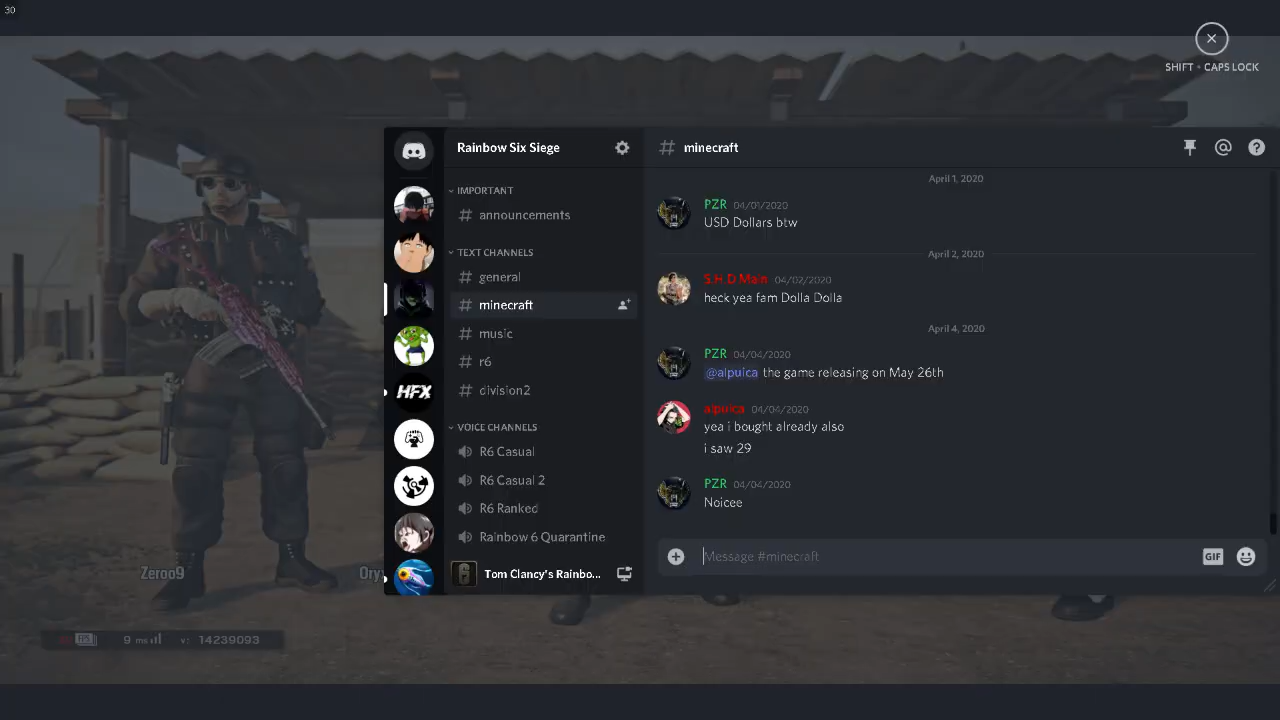 30
SHIFT + CAPS LOCK
Rainbow Six Siege
IMPORTANT
# announcements
TEXT CHANNELS
# general
# minecraft
# music
# r6
# division2
VOICE CHANNELS
R6 Casual
R6 Casual 2
R6 Ranked
Rainbow 6 Quarantine
Tom Clancy's Rainbo...
HFX
# minecraft
April 1, 2020
PZR 04/01/2020
USD Dollars btw
April 2, 2020
S.H.D Main 04/02/2020
heck yea fam Dolla Dolla
April 4, 2020
PZR 04/04/2020
@alpuica the game releasing on May 26th
alpuica 04/04/2020
yea i bought already also
i saw 29
PZR 04/04/2020
Noicee
Message #minecraft
GIF
Zeroo9
Oryx
FPS 9 ms v: 14239093